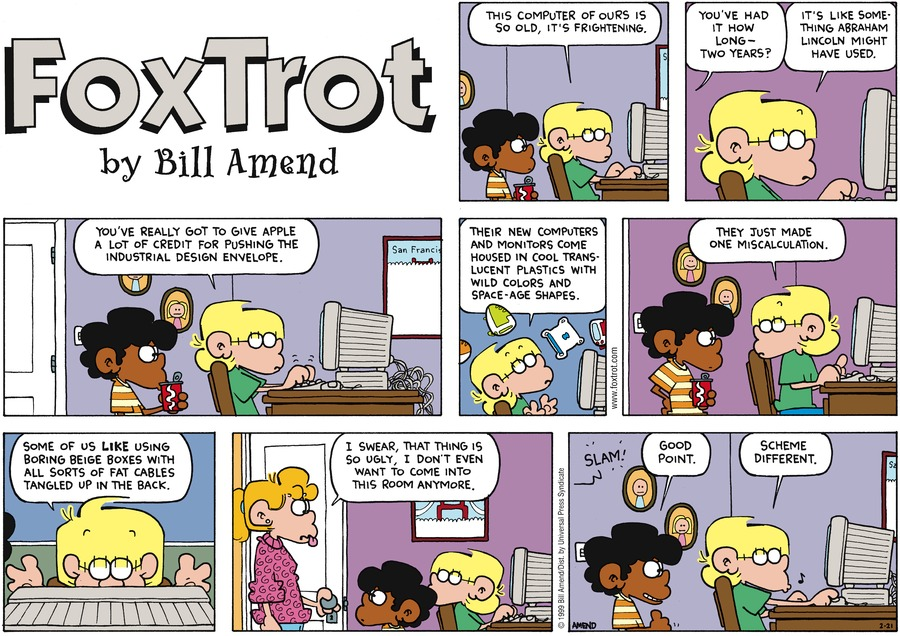 FoxTrot
by Bill Amend
THIS COMPUTER OF OURS IS
SO OLD, IT'S FRIGHTENING.
YOU'VE HAD
IT HOW
LONG—
TWO YEARS?
IT'S LIKE SOME-
THING ABRAHAM
LINCOLN MIGHT
HAVE USED.
S
YOU'VE REALLY GOT TO GIVE APPLE
A LOT OF CREDIT FOR PUSHING THE
INDUSTRIAL DESIGN ENVELOPE.
San Francis
THEIR NEW COMPUTERS
AND MONITORS COME
HOUSED IN COOL TRANS-
LUCENT PLASTICS WITH
WILD COLORS AND
SPACE-AGE SHAPES.
www.foxtrot.com
THEY JUST MADE
ONE MISCALCULATION.
SOME OF US LIKE USING
BORING BEIGE BOXES WITH
ALL SORTS OF FAT CABLES
TANGLED UP IN THE BACK.
I SWEAR, THAT THING IS
SO UGLY, I DON'T EVEN
WANT TO COME INTO
THIS ROOM ANYMORE.
© 1999 Bill Amend/Dist. by Universal Press Syndicate
SLAM!
GOOD
POINT.
SCHEME
DIFFERENT.
Sa
AMEND
2-21